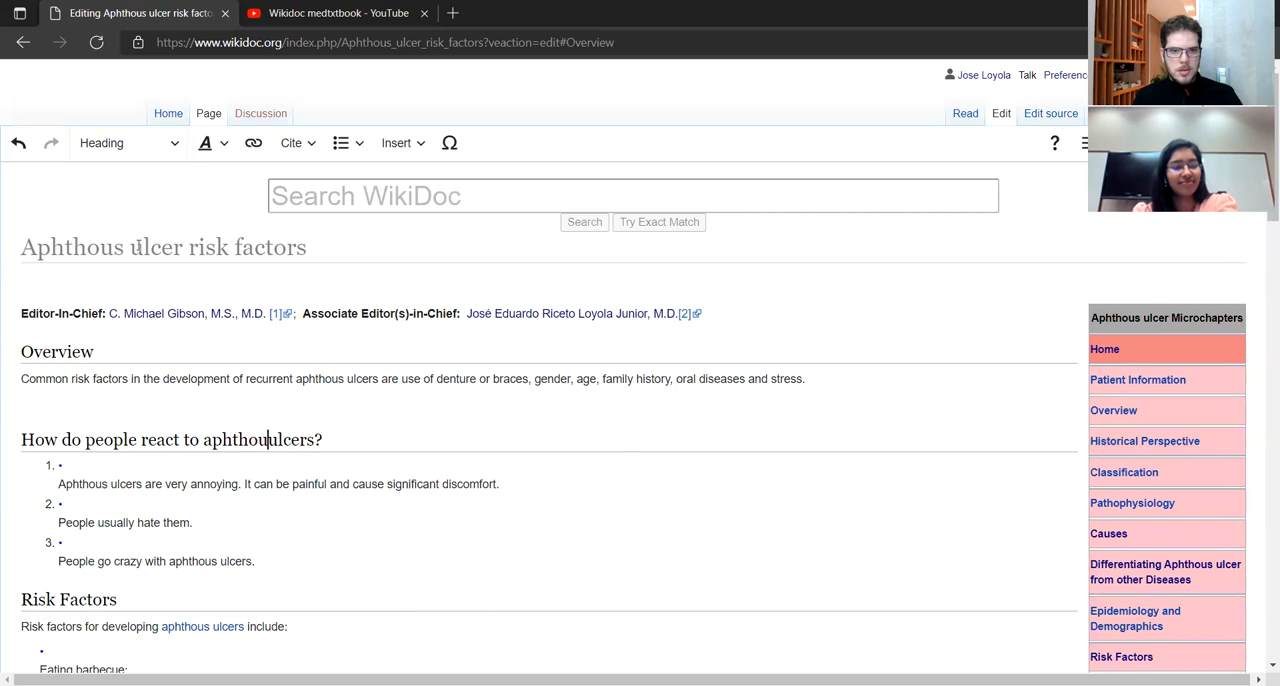 Editing Aphthous ulcer risk facto
Wikidoc medtxtbook - YouTube
https://www.wikidoc.org/index.php/Aphthous_ulcer_risk_factors?veaction=edit#Overview
Jose Loyola Talk Preferenc
Home Page Discussion Read Edit Edit source
Heading A Cite Insert Ω ?
Search WikiDoc
Search Try Exact Match
Aphthous ulcer risk factors
Editor-In-Chief: C. Michael Gibson, M.S., M.D. [1]; Associate Editor(s)-in-Chief: José Eduardo Riceto Loyola Junior, M.D.[2]
Overview
Common risk factors in the development of recurrent aphthous ulcers are use of denture or braces, gender, age, family history, oral diseases and stress.
How do people react to aphthouulcers?
1. •
Aphthous ulcers are very annoying. It can be painful and cause significant discomfort.
2. •
People usually hate them.
3. •
People go crazy with aphthous ulcers.
Risk Factors
Risk factors for developing aphthous ulcers include:
•
Eating barbecue;
Aphthous ulcer Microchapters
Home
Patient Information
Overview
Historical Perspective
Classification
Pathophysiology
Causes
Differentiating Aphthous ulcer
from other Diseases
Epidemiology and
Demographics
Risk Factors